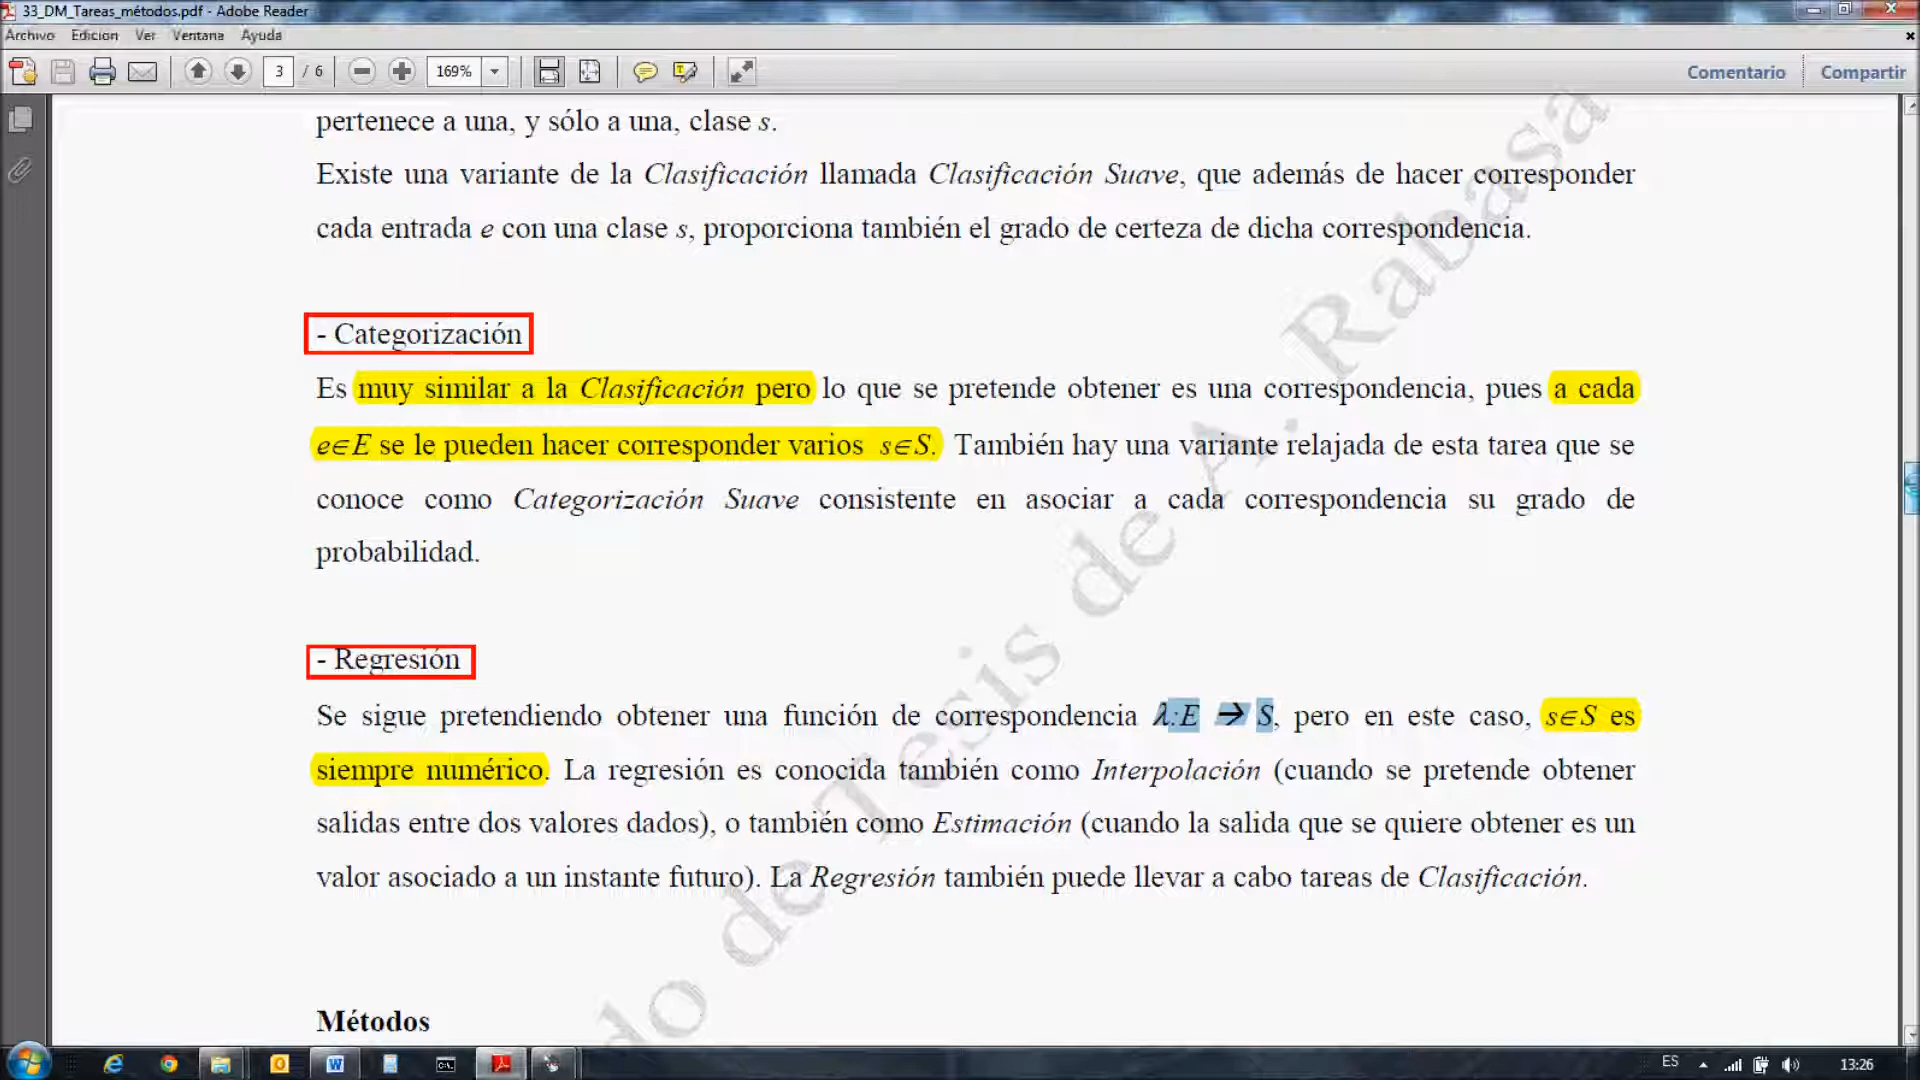 33_DM_Tareas_métodos.pdf - Adobe Reader
Archivo Edicion Ver Ventana Ayuda
3 / 6 169% Comentario Compartir
pertenece a una, y sólo a una, clase s.
Existe una variante de la Clasificación llamada Clasificación Suave, que además de hacer corresponder
cada entrada e con una clase s, proporciona también el grado de certeza de dicha correspondencia.
- Categorización
Es muy similar a la Clasificación pero lo que se pretende obtener es una correspondencia, pues a cada
e∈E se le pueden hacer corresponder varios s∈S. También hay una variante relajada de esta tarea que se
conoce como Categorización Suave consistente en asociar a cada correspondencia su grado de
probabilidad.
- Regresión
Se sigue pretendiendo obtener una función de correspondencia λ:E → S, pero en este caso, s∈S es
siempre numérico. La regresión es conocida también como Interpolación (cuando se pretende obtener
salidas entre dos valores dados), o también como Estimación (cuando la salida que se quiere obtener es un
valor asociado a un instante futuro). La Regresión también puede llevar a cabo tareas de Clasificación.
Métodos
do de Tesis de A. Rabasa
ES 13:26